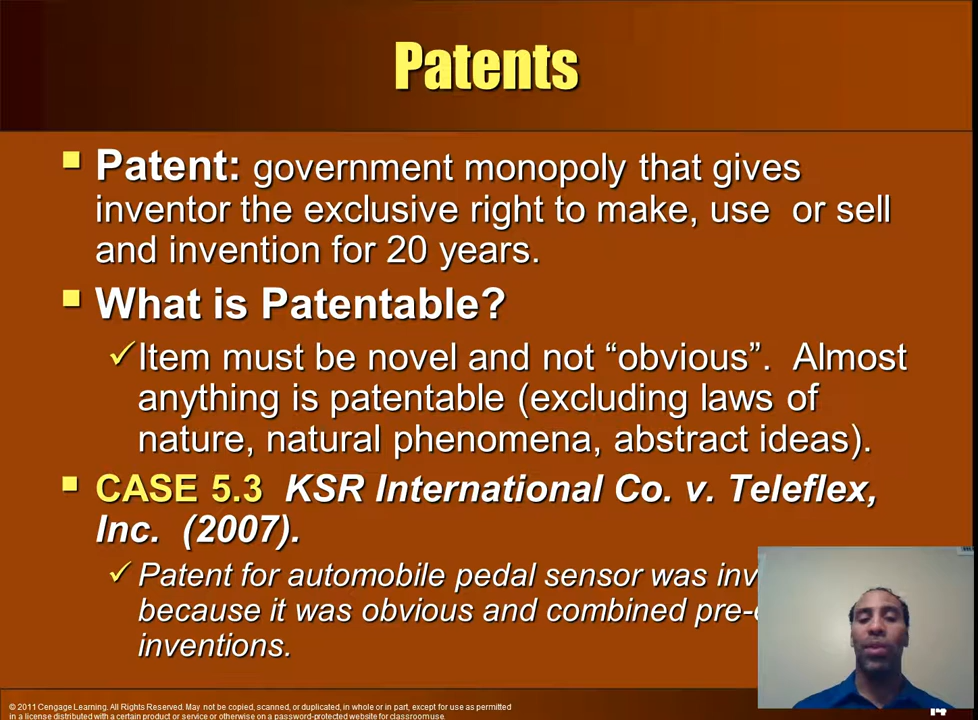 Patents
Patent: government monopoly that gives
inventor the exclusive right to make, use or sell
and invention for 20 years.
What is Patentable?
Item must be novel and not “obvious”. Almost
anything is patentable (excluding laws of
nature, natural phenomena, abstract ideas).
CASE 5.3 KSR International Co. v. Teleflex,
Inc. (2007).
Patent for automobile pedal sensor was
because it was obvious and combined
inventions.
© 2011 Cengage Learning. All Rights Reserved. May not be copied, scanned, or duplicated, in whole or in part, except for use as permitted
in a license distributed with a certain product or service or otherwise on a password-protected website for classroom use.